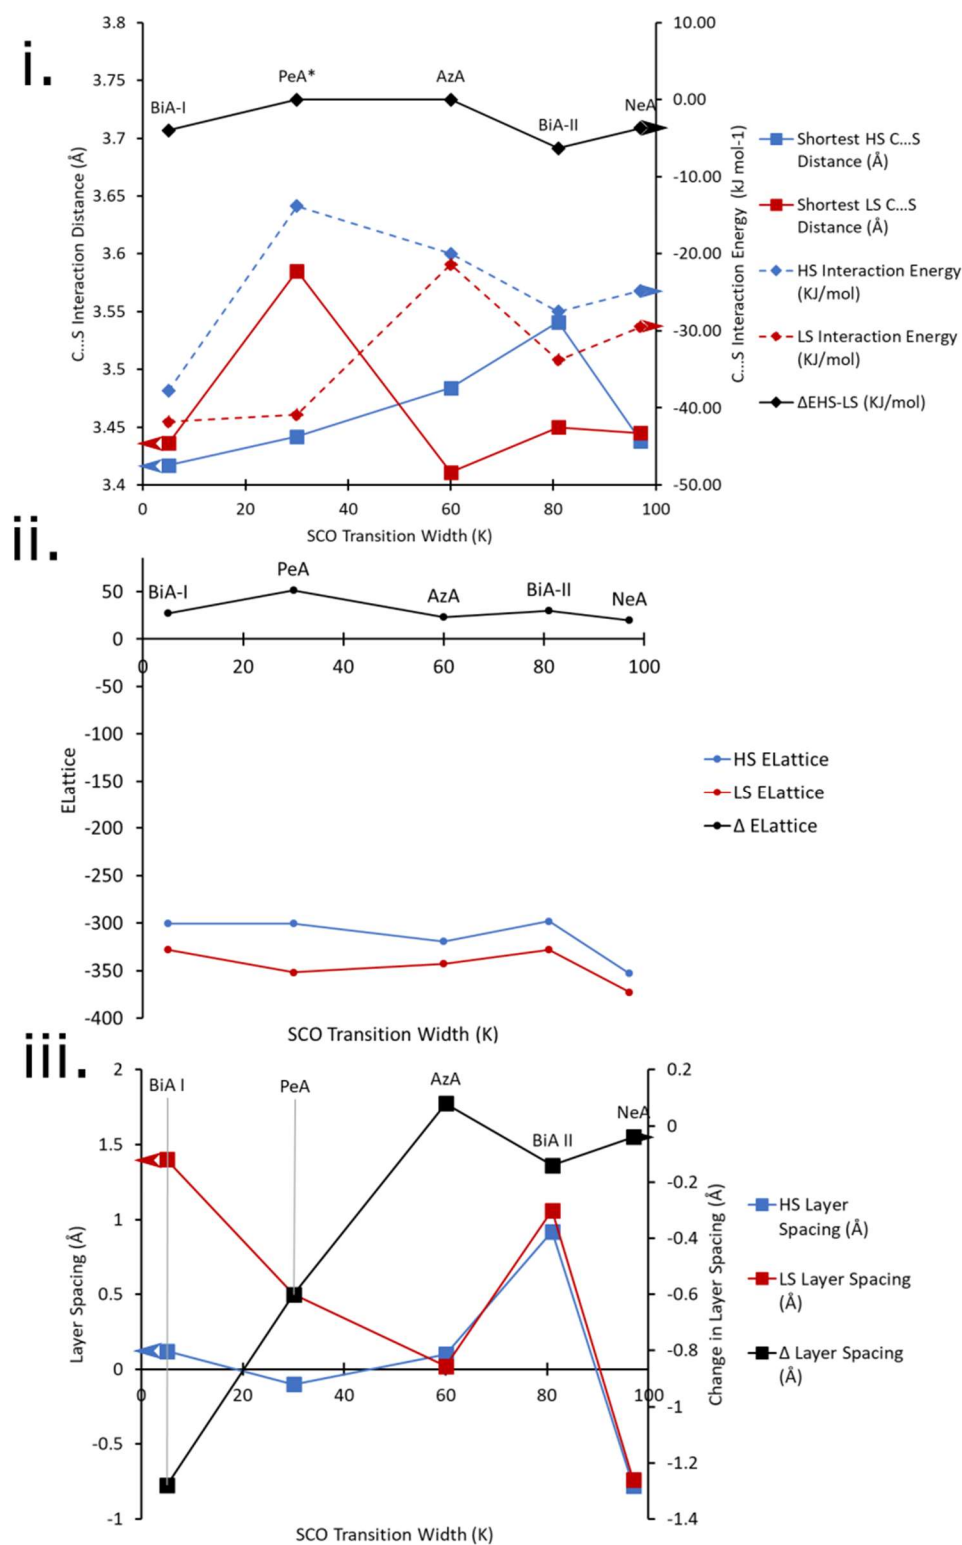 i.
3.8
3.75
3.7
3.65
3.6
3.55
3.5
3.45
3.4
C...S Interaction Distance (Å)
BiA-I
PeA*
AzA
BiA-II
NeA
10.00
0.00
-10.00
-20.00
-30.00
-40.00
-50.00
C...S Interaction Energy (kJ mol-1)
0
20
40
60
80
100
SCO Transition Width (K)
Shortest HS C...S
Distance (Å)
Shortest LS C...S
Distance (Å)
HS Interaction Energy
(KJ/mol)
LS Interaction Energy
(KJ/mol)
ΔEHS-LS (KJ/mol)
ii.
50
0
-50
-100
-150
-200
-250
-300
-350
-400
ELattice
BiA-I
PeA
AzA
BiA-II
NeA
0
20
40
60
80
100
SCO Transition Width (K)
HS ELattice
LS ELattice
Δ ELattice
iii.
2
1.5
1
0.5
0
-0.5
-1
Layer Spacing (Å)
BiA I
PeA
AzA
BiA II
NeA
0.2
0
-0.2
-0.4
-0.6
-0.8
-1
-1.2
-1.4
Change in Layer Spacing (Å)
0
20
40
60
80
100
SCO Transition Width (K)
HS Layer
Spacing (Å)
LS Layer Spacing
(Å)
Δ Layer Spacing
(Å)